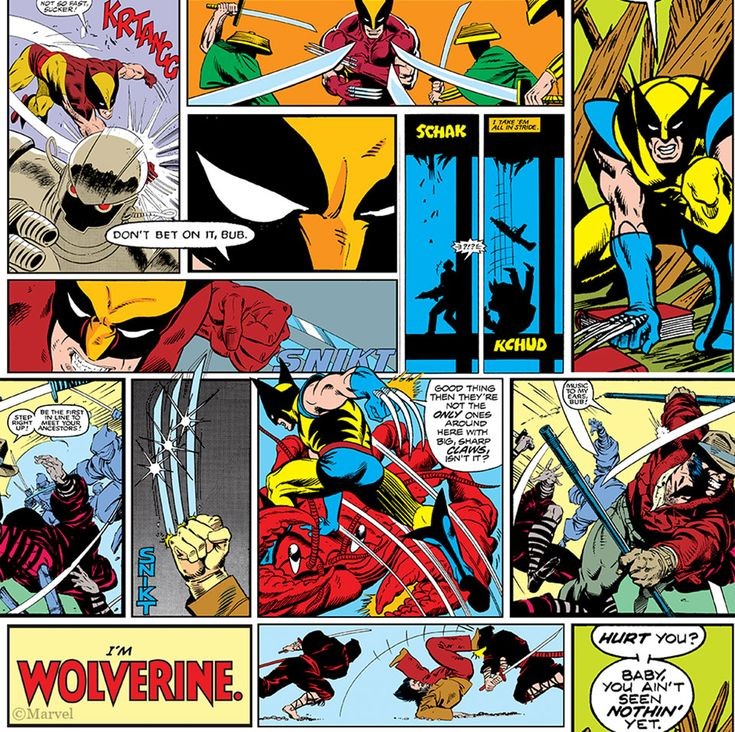 NOT SO FAST,
SUCKER!
KRTANGG
SCHAK
I TAKE 'EM
ALL IN STRIDE.
DON'T BET ON IT, BUB.
?!?!
KCHUD
SNIKT
STEP
RIGHT
UP!
BE THE FIRST
IN LINE TO
MEET YOUR
ANCESTORS!
SNIKT
GOOD THING
THEN THEY'RE
NOT THE
ONLY ONES
AROUND
HERE WITH
BIG, SHARP
CLAWS,
ISN'T IT?
MUSIC
TO MY
EARS,
BUB!
I'M
WOLVERINE.
©Marvel
HURT YOU?
BABY,
YOU AIN'T
SEEN
NOTHIN'
YET.